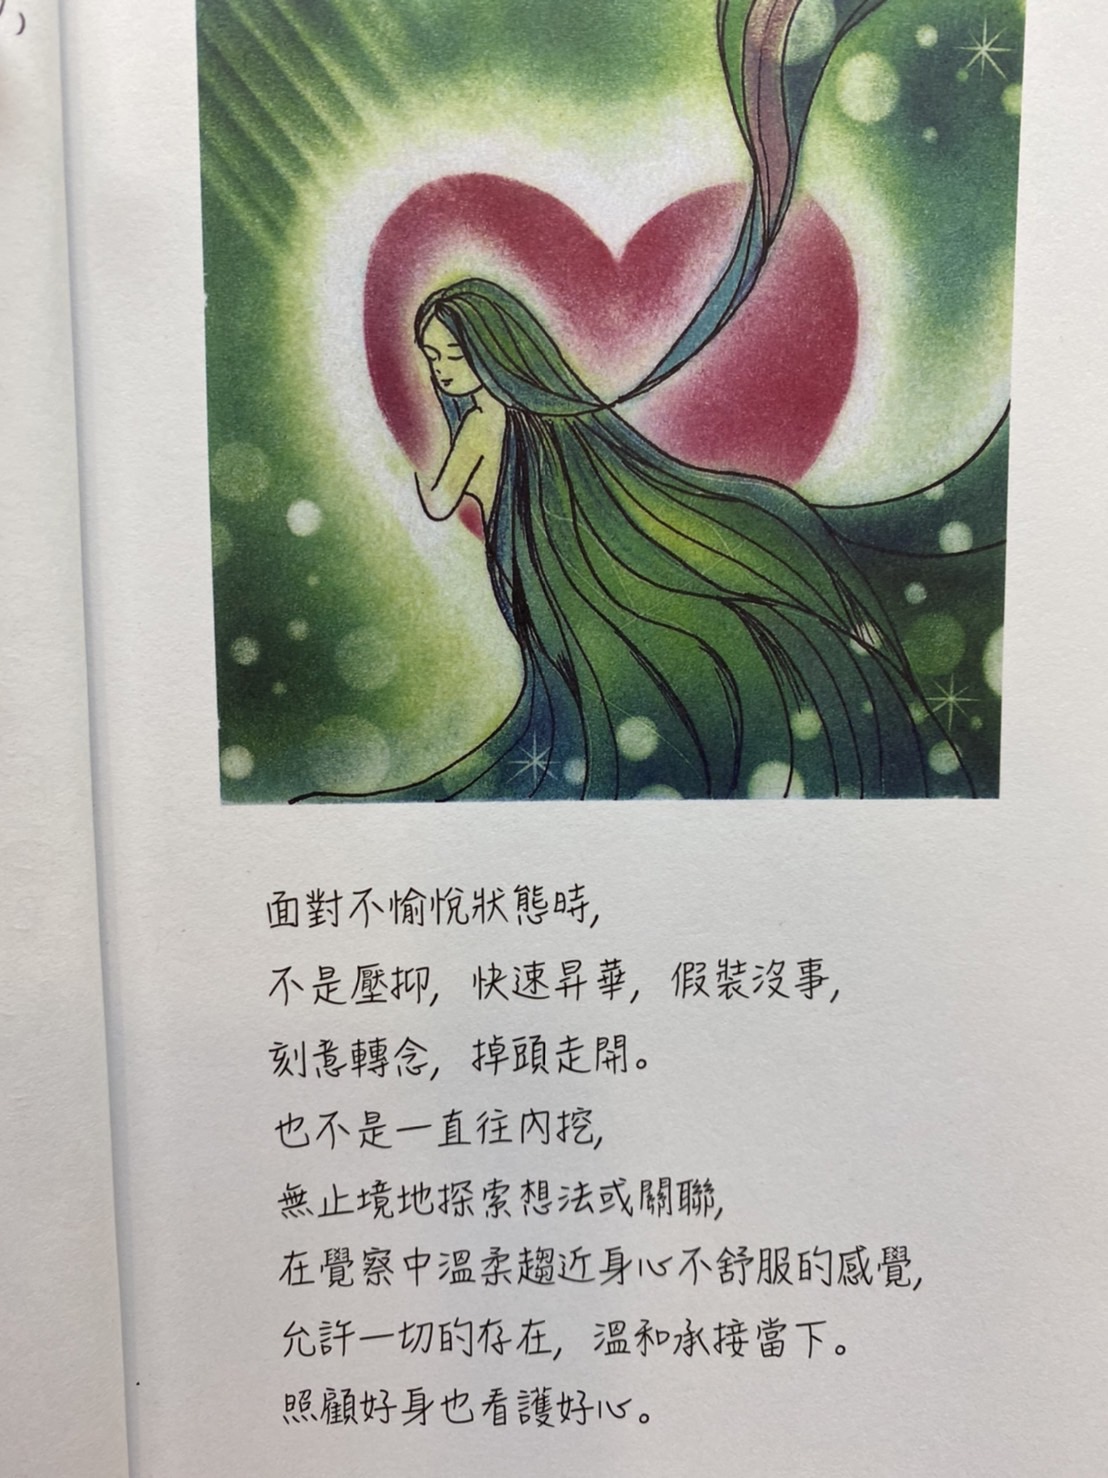 面對不愉悅狀態時,
不是壓抑, 快速昇華, 假裝沒事,
刻意轉念, 掉頭走開。
也不是一直往內挖,
無止境地探索想法或關聯,
在覺察中溫柔趨近身心不舒服的感覺,
允許一切的存在, 溫和承接當下。
照顧好身也看護好心。